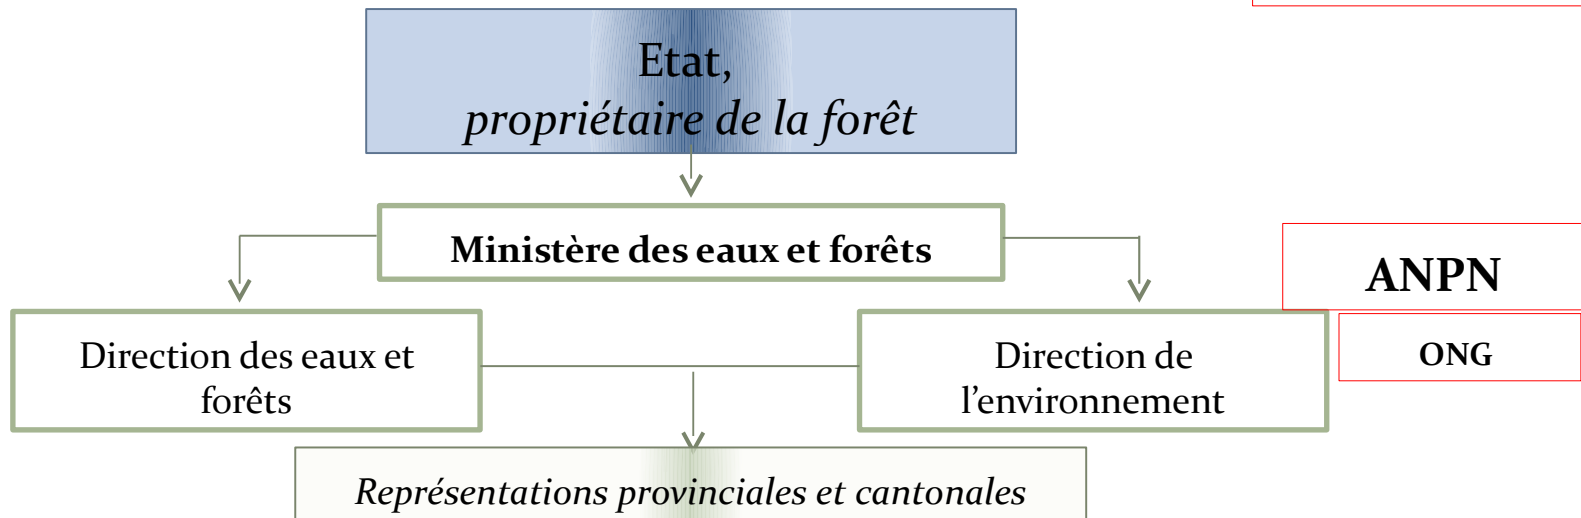 Etat,
propriétaire de la forêt
Ministère des eaux et forêts
ANPN
Direction des eaux et
forêts
Direction de
l’environnement
ONG
Représentations provinciales et cantonales